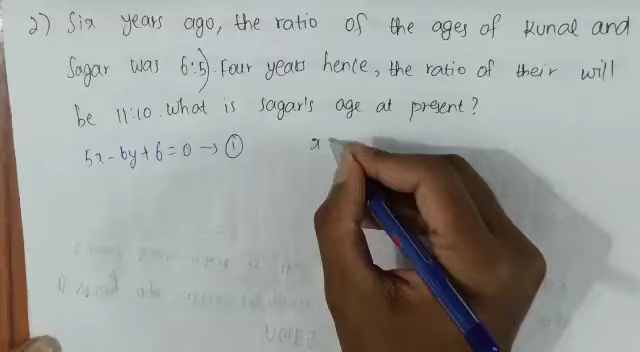 2) Six years ago, the ratio of the ages of Kunal and
Sagar was 6:5). Four years hence, the ratio of their will
be 11:10. What is sagar's age at present?
5x-6y+6=0 → ① x